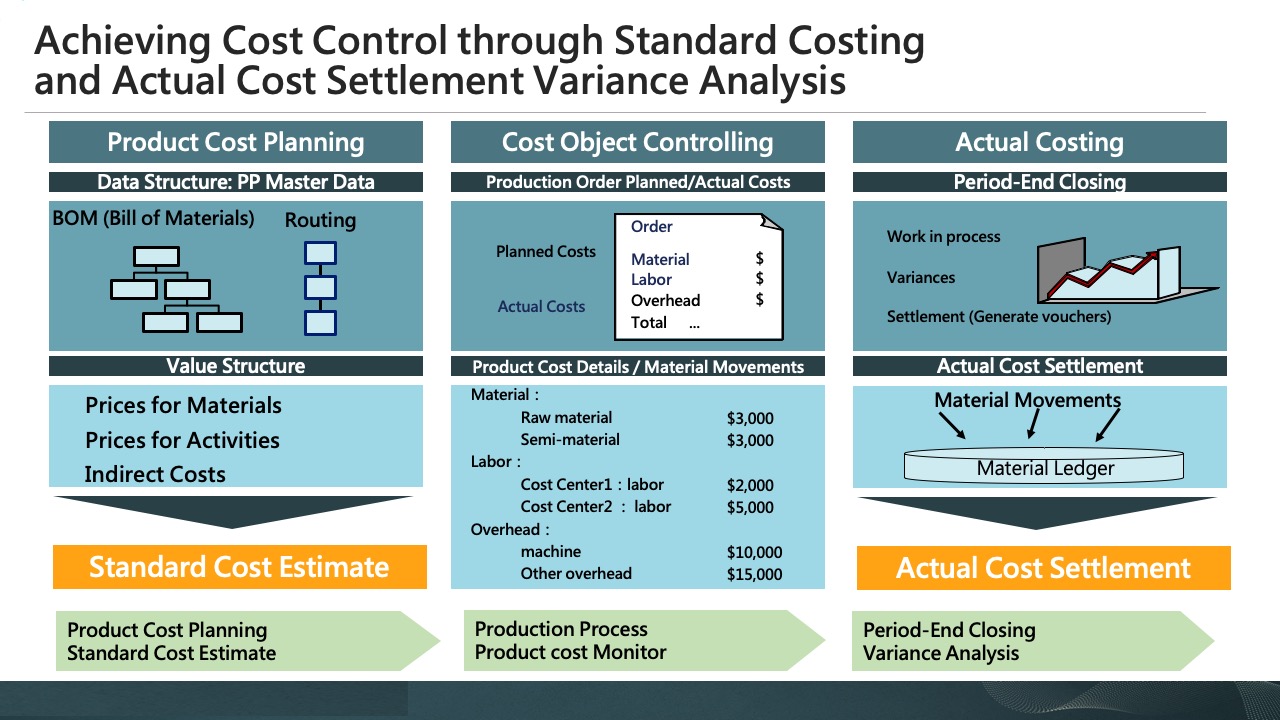 Achieving Cost Control through Standard Costing
and Actual Cost Settlement Variance Analysis
Product Cost Planning
Data Structure: PP Master Data
BOM (Bill of Materials)
Routing
Value Structure
Prices for Materials
Prices for Activities
Indirect Costs
Standard Cost Estimate
Product Cost Planning
Standard Cost Estimate
Cost Object Controlling
Production Order Planned/Actual Costs
Planned Costs
Actual Costs
Order
Material $
Labor $
Overhead $
Total ...
Product Cost Details / Material Movements
Material :
Raw material $3,000
Semi-material $3,000
Labor :
Cost Center1 : labor $2,000
Cost Center2 : labor $5,000
Overhead :
machine $10,000
Other overhead $15,000
Production Process
Product cost Monitor
Actual Costing
Period-End Closing
Work in process
Variances
Settlement (Generate vouchers)
Actual Cost Settlement
Material Movements
Material Ledger
Actual Cost Settlement
Period-End Closing
Variance Analysis